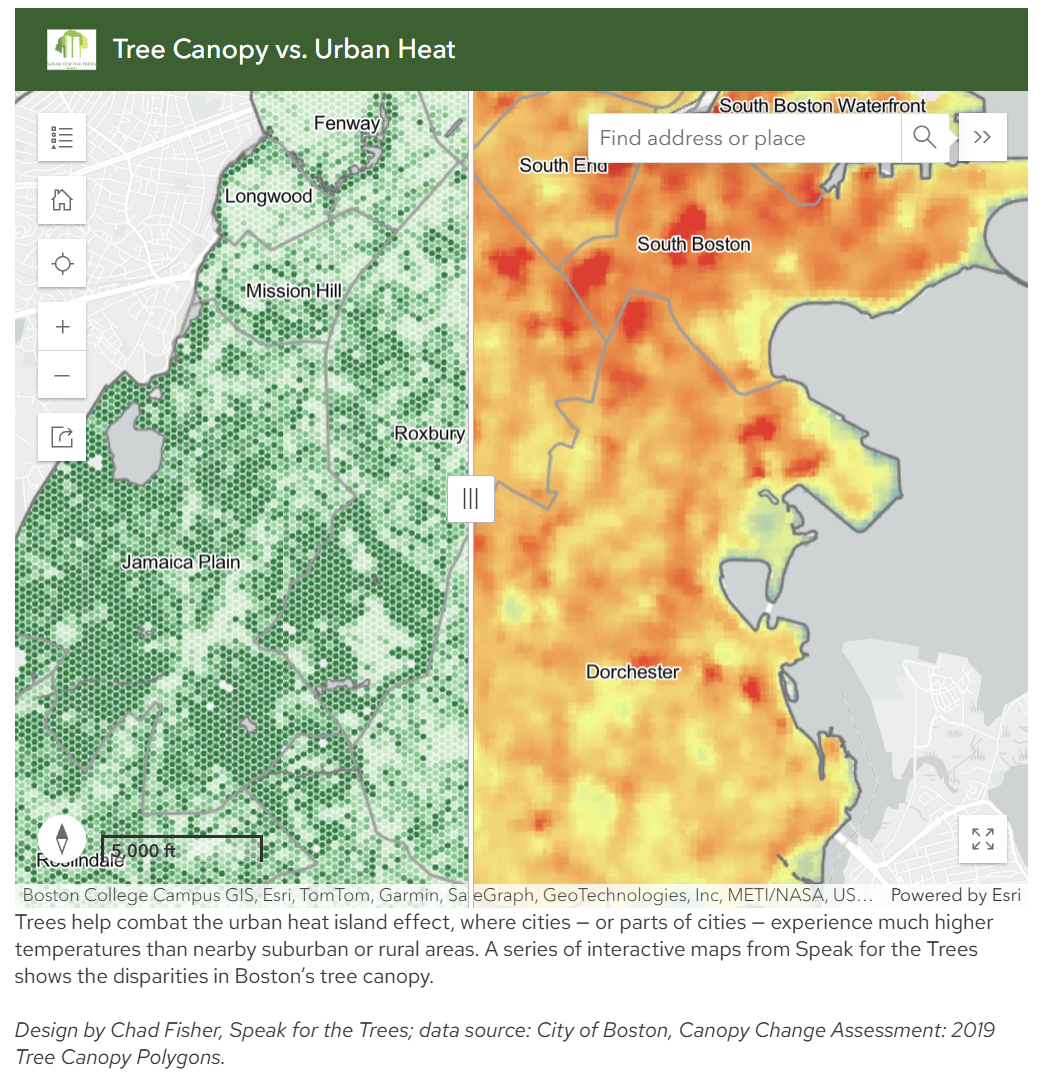 Tree Canopy vs. Urban Heat
SPEAK FOR THE TREES
South Boston Waterfront
Fenway
Find address or place
South End
Longwood
South Boston
Mission Hill
Roxbury
Jamaica Plain
Dorchester
5,000 ft
Roslindale
Boston College Campus GIS, Esri, TomTom, Garmin, SafeGraph, GeoTechnologies, Inc, METI/NASA, US... Powered by Esri
Trees help combat the urban heat island effect, where cities – or parts of cities – experience much higher
temperatures than nearby suburban or rural areas. A series of interactive maps from Speak for the Trees
shows the disparities in Boston’s tree canopy.
Design by Chad Fisher, Speak for the Trees; data source: City of Boston, Canopy Change Assessment: 2019
Tree Canopy Polygons.